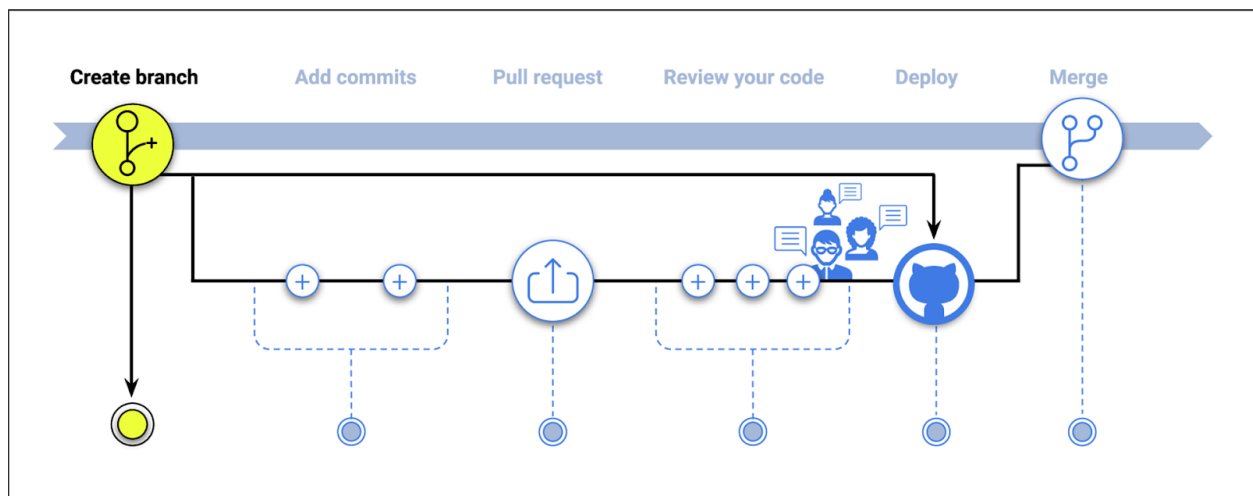 Create branch
Add commits
Pull request
Review your code
Deploy
Merge